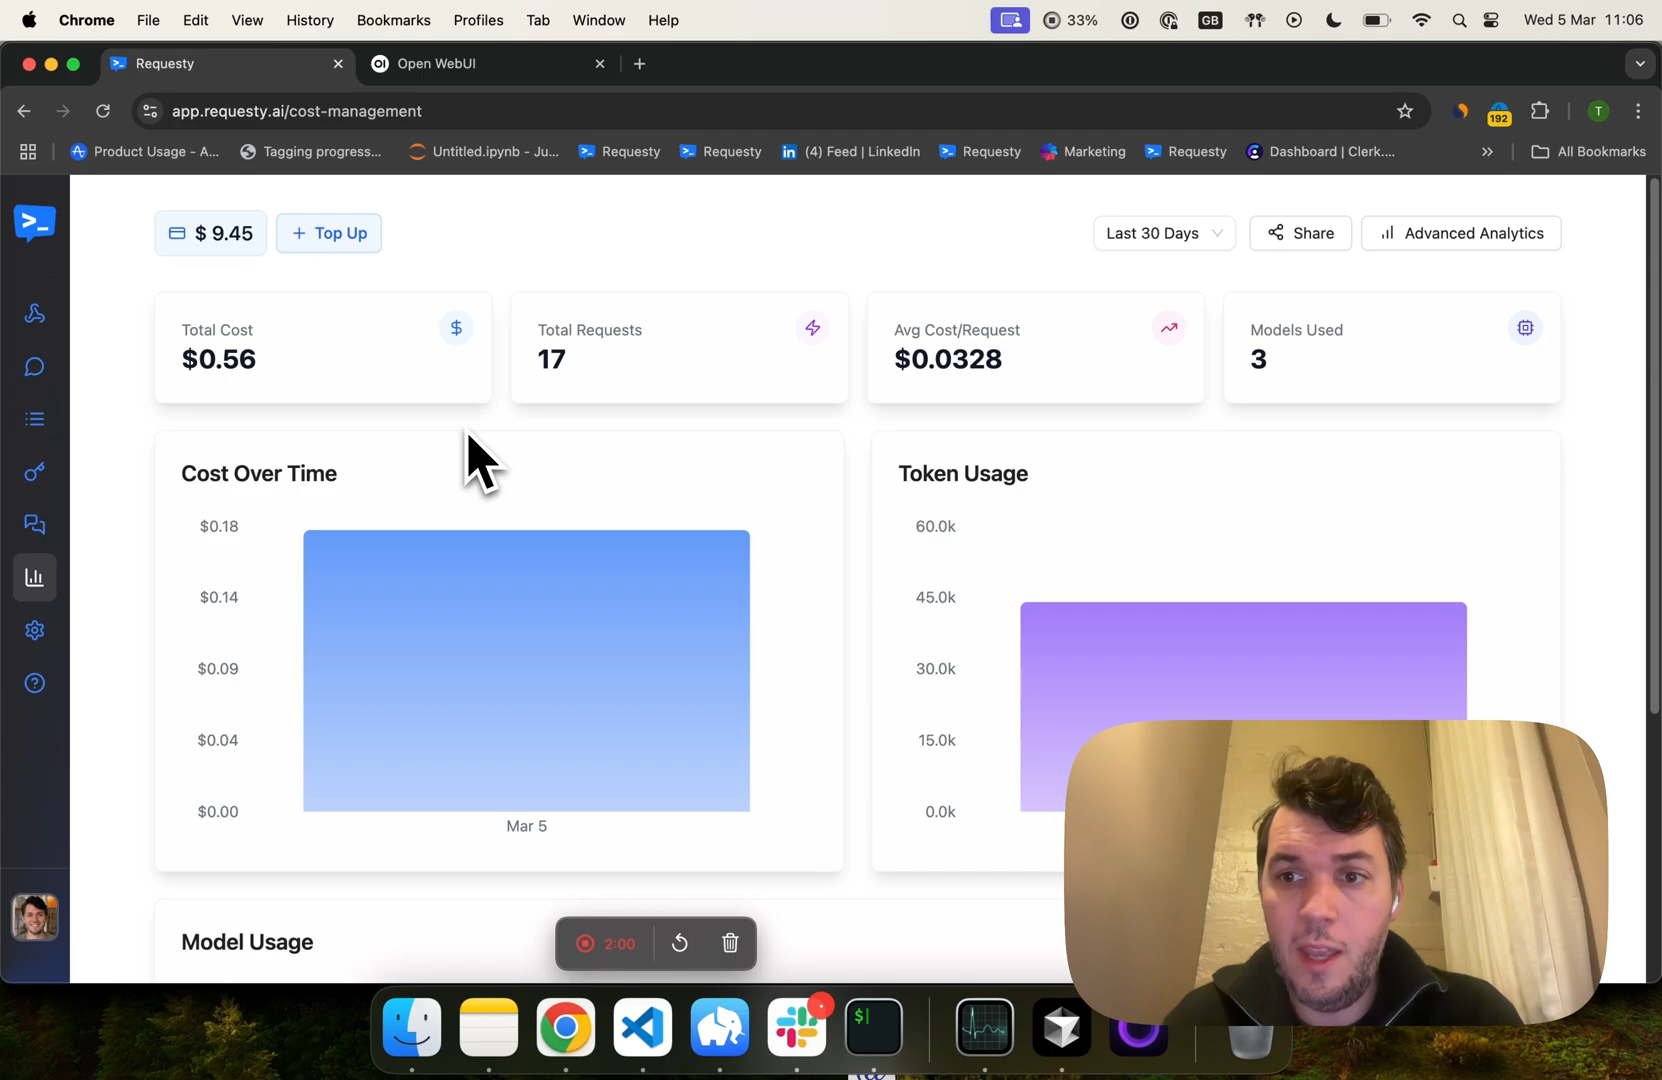 Chrome File Edit View History Bookmarks Profiles Tab Window Help 33% GB Wed 5 Mar 11:06
Requesty Open WebUI
app.requesty.ai/cost-management 192 T
Product Usage - A... Tagging progress... Untitled.ipynb - Ju... Requesty Requesty (4) Feed | LinkedIn Requesty Marketing Requesty Dashboard | Clerk.... All Bookmarks
$ 9.45 + Top Up Last 30 Days Share Advanced Analytics
Total Cost
$0.56
Total Requests
17
Avg Cost/Request
$0.0328
Models Used
3
Cost Over Time
$0.18
$0.14
$0.09
$0.04
$0.00
Mar 5
Token Usage
60.0k
45.0k
30.0k
15.0k
0.0k
Model Usage
2:00